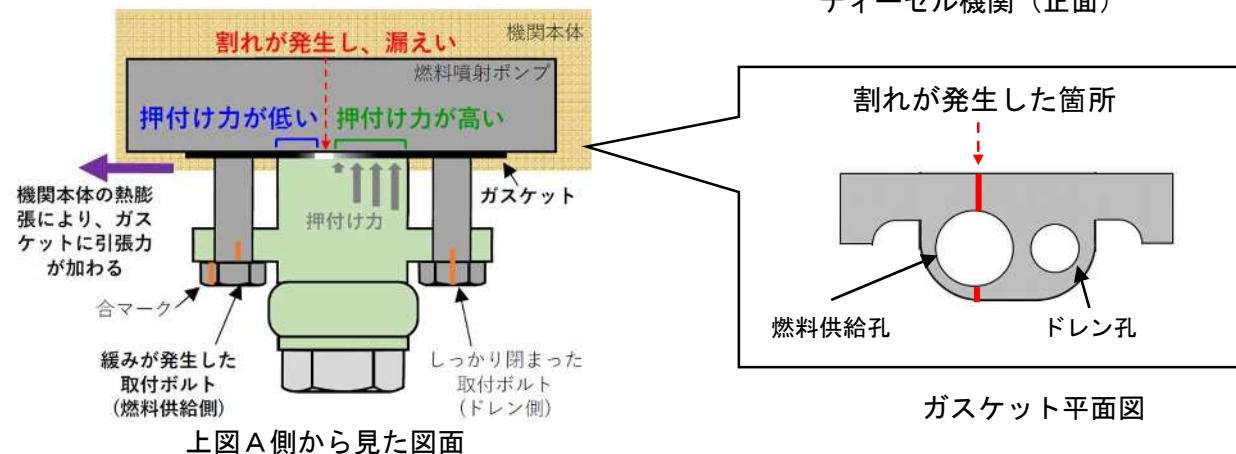 ディーゼル機関（正面）
機関本体
割れが発生し、漏えい
燃料噴射ポンプ
押付け力が低い
押付け力が高い
機関本体の熱膨
張により、ガス
ケットに引張力
が加わる
ガスケット
押付け力
合マーク
緩みが発生した
取付ボルト
(燃料供給側)
しっかり閉まった
取付ボルト
(ドレン側)
上図Ａ側から見た図面
割れが発生した箇所
燃料供給孔
ドレン孔
ガスケット平面図